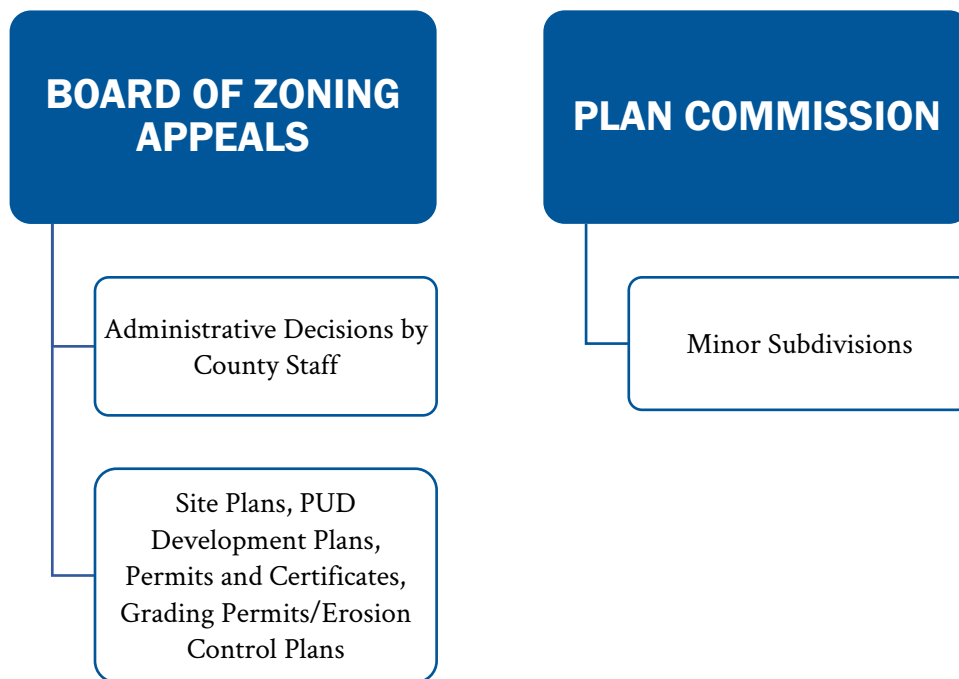 BOARD OF ZONING
APPEALS
Administrative Decisions by
County Staff
Site Plans, PUD
Development Plans,
Permits and Certificates,
Grading Permits/Erosion
Control Plans
PLAN COMMISSION
Minor Subdivisions